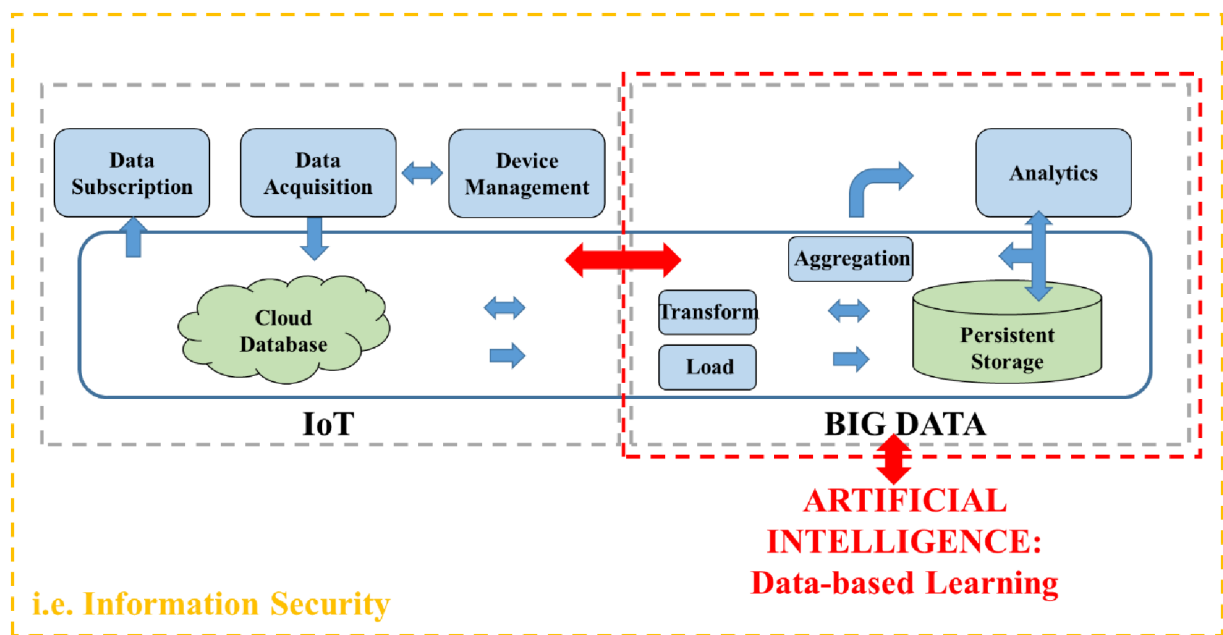 Data
Subscription
Data
Acquisition
Device
Management
Analytics
Aggregation
Cloud
Database
Transform
Load
Persistent
Storage
IoT
BIG DATA
ARTIFICIAL
INTELLIGENCE:
Data-based Learning
i.e. Information Security